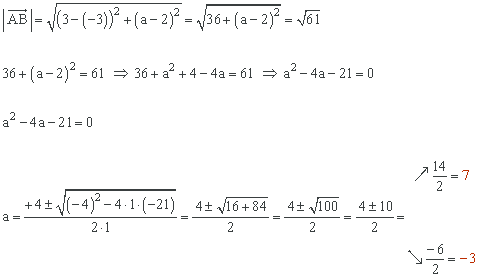 |AB⃗| = √((3−(−3))² + (a−2)²) = √(36+(a−2)²) = √61
36+(a−2)² = 61 ⇒ 36+a²+4−4a = 61 ⇒ a²−4a−21 = 0
a²−4a−21 = 0
a = (+4 ± √((−4)²−4·1·(−21)))/(2·1) = (4 ± √(16+84))/2 = (4 ± √100)/2 = (4 ± 10)/2 =
↗ 14/2 = 7
↘ −6/2 = −3